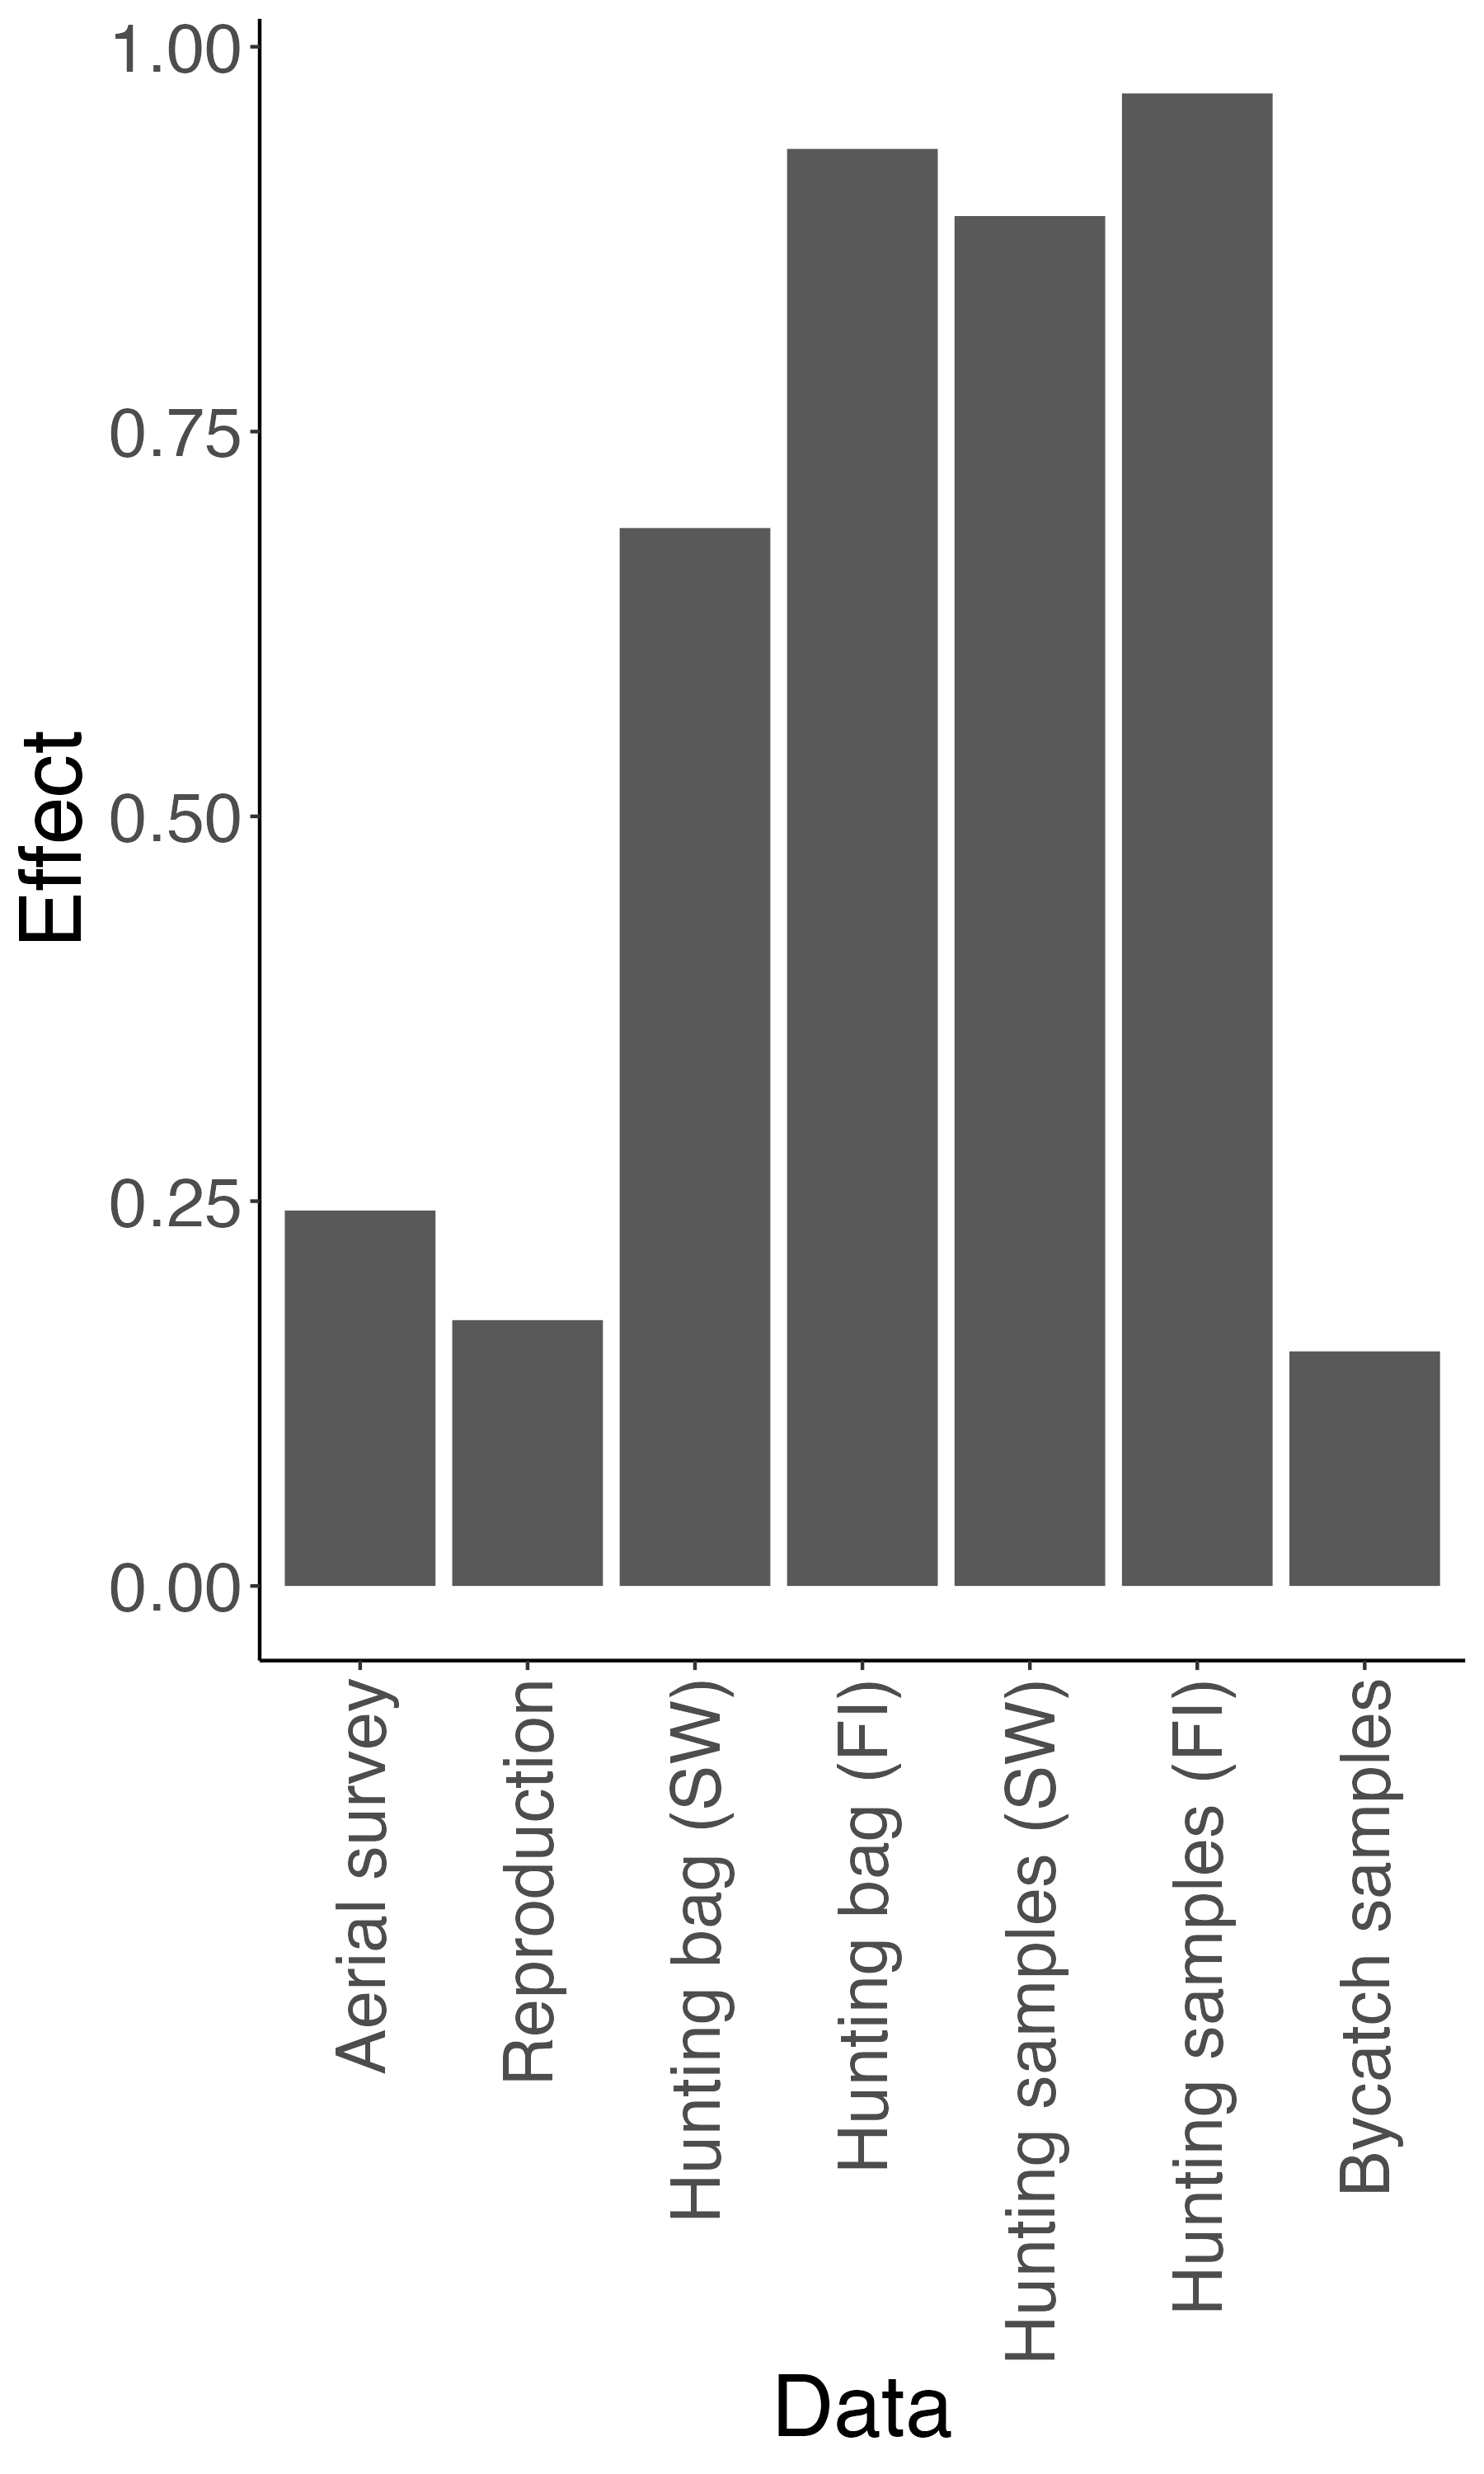 Effect
1.00
0.75
0.50
0.25
0.00
Aerial survey
Reproduction
Hunting bag (SW)
Hunting bag (FI)
Hunting samples (SW)
Hunting samples (FI)
Bycatch samples
Data